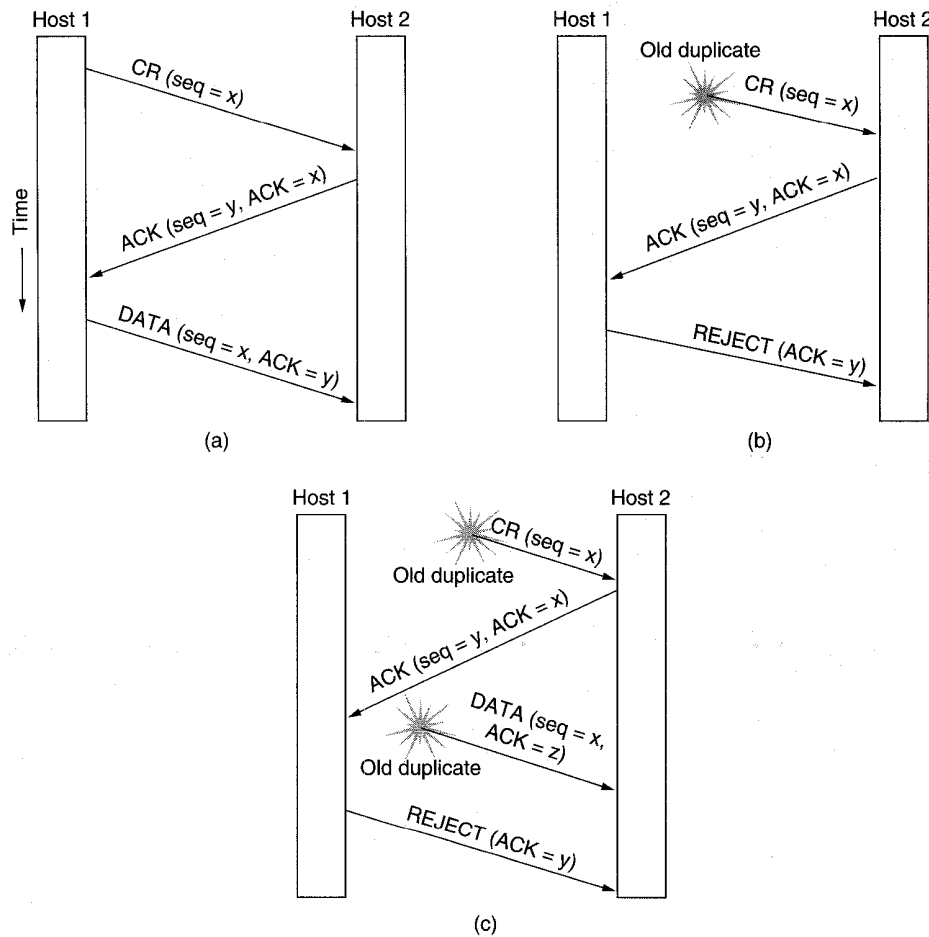 Host 1
Host 2
CR (seq = x)
ACK (seq = y, ACK = x)
DATA (seq = x, ACK = y)
Time
(a)
Host 1
Host 2
Old duplicate
CR (seq = x)
ACK (seq = y, ACK = x)
REJECT (ACK = y)
(b)
Host 1
Host 2
CR (seq = x)
Old duplicate
ACK (seq = y, ACK = x)
DATA (seq = x,
ACK = z)
Old duplicate
REJECT (ACK = y)
(c)